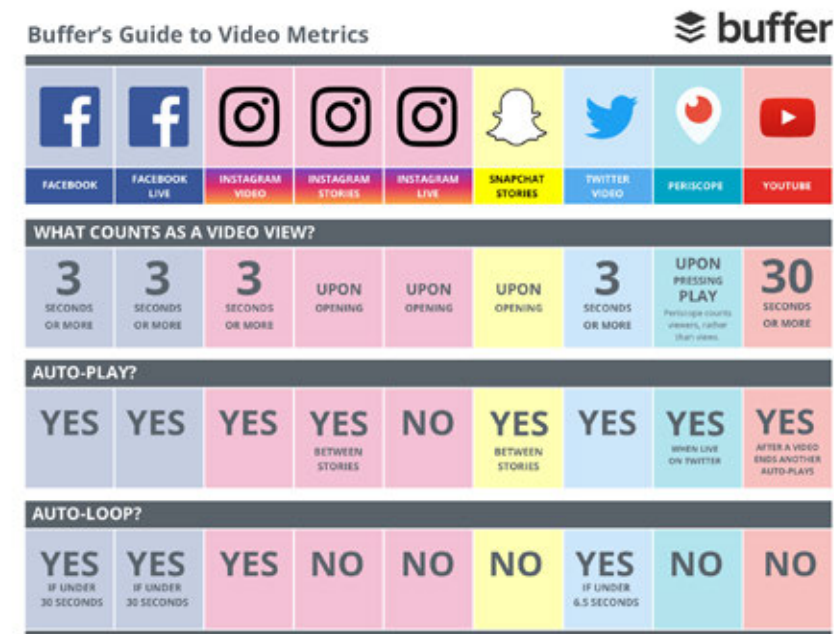 Buffer's Guide to Video Metrics
buffer
FACEBOOK
FACEBOOK
LIVE
INSTAGRAM
VIDEO
INSTAGRAM
STORIES
INSTAGRAM
LIVE
SNAPCHAT
STORIES
TWITTER
VIDEO
PERISCOPE
YOUTUBE
WHAT COUNTS AS A VIDEO VIEW?
3
SECONDS
OR MORE
3
SECONDS
OR MORE
3
SECONDS
OR MORE
UPON
OPENING
UPON
OPENING
UPON
OPENING
3
SECONDS
OR MORE
UPON
PRESSING
PLAY
Periscope counts
viewers, rather
than views
30
SECONDS
OR MORE
AUTO-PLAY?
YES
YES
YES
YES
BETWEEN
STORIES
NO
YES
BETWEEN
STORIES
YES
YES
WHEN LIVE
ON TWITTER
YES
AFTER A VIDEO
ENDS ANOTHER
AUTO-PLAYS
AUTO-LOOP?
YES
IF UNDER
30 SECONDS
YES
IF UNDER
30 SECONDS
YES
NO
NO
NO
YES
IF UNDER
6.5 SECONDS
NO
NO